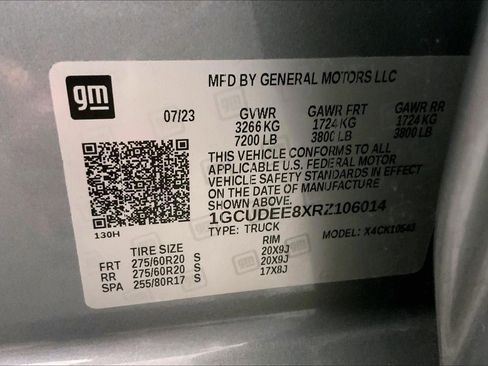 gm
MFD BY GENERAL MOTORS LLC
07/23 GVWR GAWR FRT GAWR RR
3266 KG 1724 KG 1724 KG
7200 LB 3800 LB 3800 LB
THIS VEHICLE CONFORMS TO ALL
APPLICABLE U.S. FEDERAL MOTOR
VEHICLE SAFETY STANDARDS IN EFFECT
ON THE DATE OF MANUFACTURE
SHOWN ABOVE.
1GCUDEE8XRZ106014
130H TYPE: TRUCK MODEL: X4CK10543
TIRE SIZE RIM
FRT 275/60R20 S 20X9J
RR 275/60R20 S 20X9J
SPA 255/80R17 S 17X8J